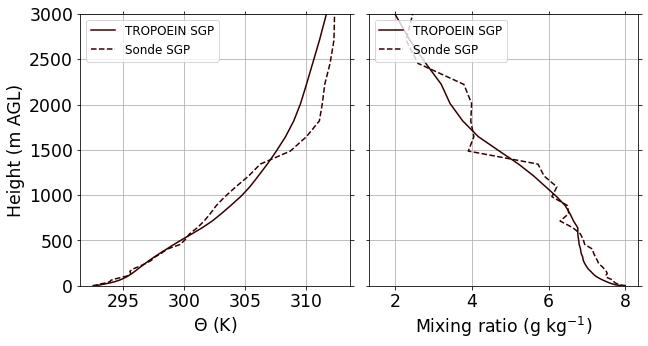 3000
2500
2000
1500
1000
500
0
Height (m AGL)
TROPOEIN SGP
Sonde SGP
295
300
305
310
Θ (K)
TROPOEIN SGP
Sonde SGP
2
4
6
8
Mixing ratio (g kg⁻¹)